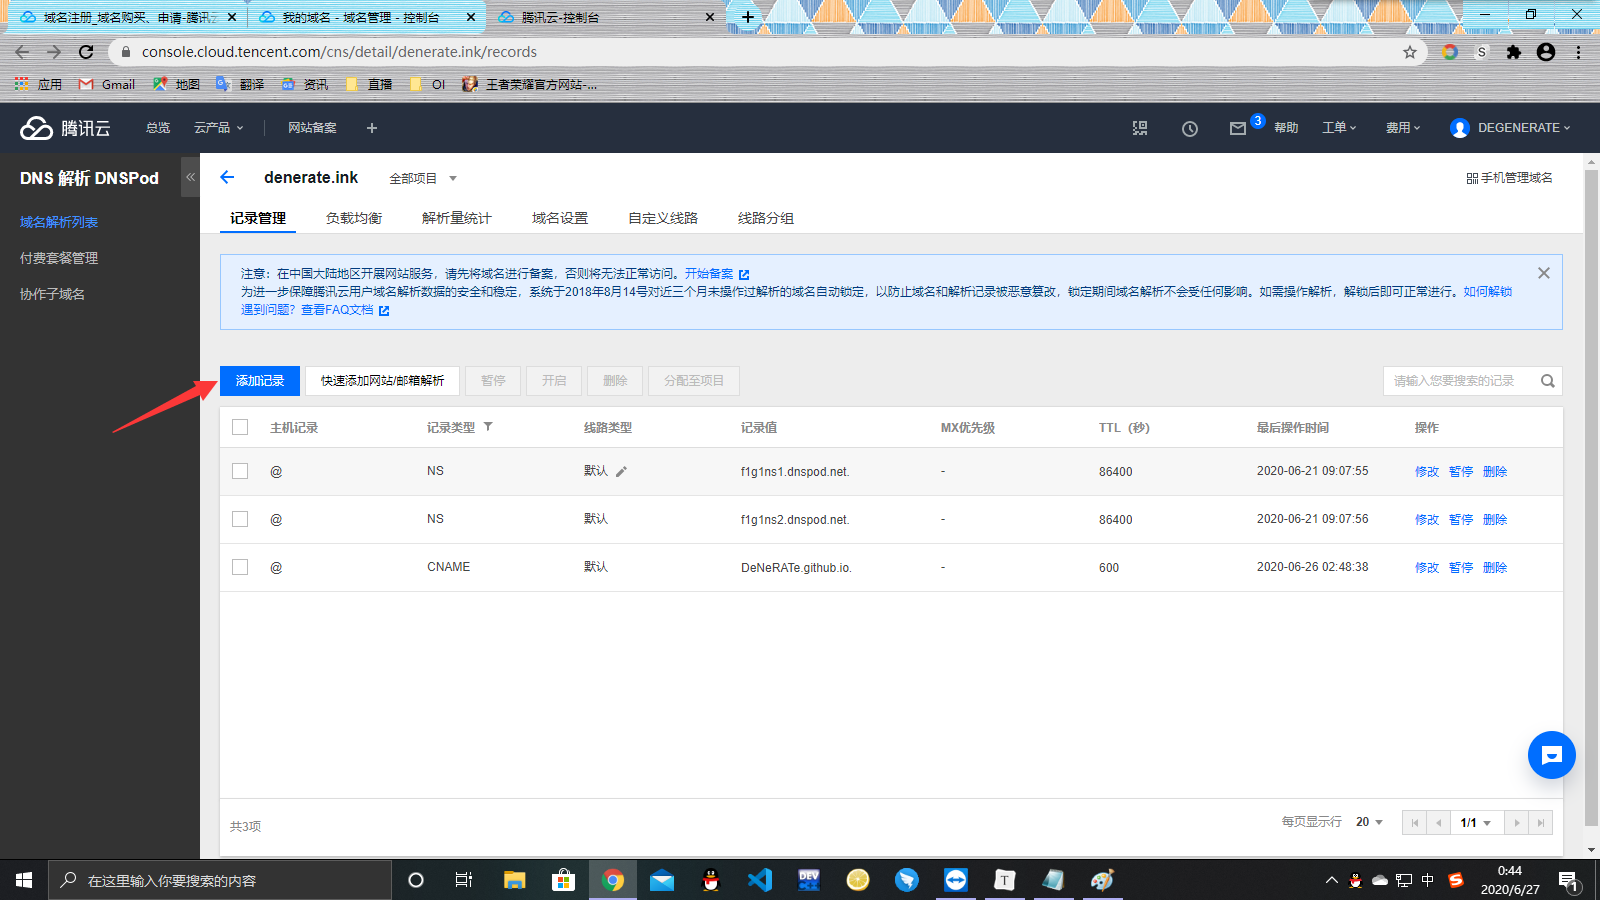 域名注册_域名购买、申请-腾讯云
我的域名 - 域名管理 - 控制台
腾讯云-控制台
console.cloud.tencent.com/cns/detail/denerate.ink/records
应用
Gmail
地图
翻译
资讯
直播
OI
王者荣耀官方网站-...
腾讯云
总览
云产品
网站备案
3
帮助
工单
费用
DEGENERATE
DNS 解析 DNSPod
域名解析列表
付费套餐管理
协作子域名
denerate.ink
全部项目
手机管理域名
记录管理
负载均衡
解析量统计
域名设置
自定义线路
线路分组
注意：在中国大陆地区开展网站服务，请先将域名进行备案，否则将无法正常访问。开始备案
为进一步保障腾讯云用户域名解析数据的安全和稳定，系统于2018年8月14号对近三个月未操作过解析的域名自动锁定，以防止域名和解析记录被恶意篡改，锁定期间域名解析不会受任何影响。如需操作解析，解锁后即可正常进行。如何解锁
遇到问题？查看FAQ文档
添加记录
快速添加网站/邮箱解析
暂停
开启
删除
分配至项目
请输入您要搜索的记录
主机记录 记录类型 线路类型 记录值 MX优先级 TTL（秒） 最后操作时间 操作
@ NS 默认 f1g1ns1.dnspod.net. - 86400 2020-06-21 09:07:55 修改 暂停 删除
@ NS 默认 f1g1ns2.dnspod.net. - 86400 2020-06-21 09:07:56 修改 暂停 删除
@ CNAME 默认 DeNeRATe.github.io. - 600 2020-06-26 02:48:38 修改 暂停 删除
共3项
每页显示行 20
1/1
在这里输入你要搜索的内容
DEV
T
中
S
0:44
2020/6/27
1